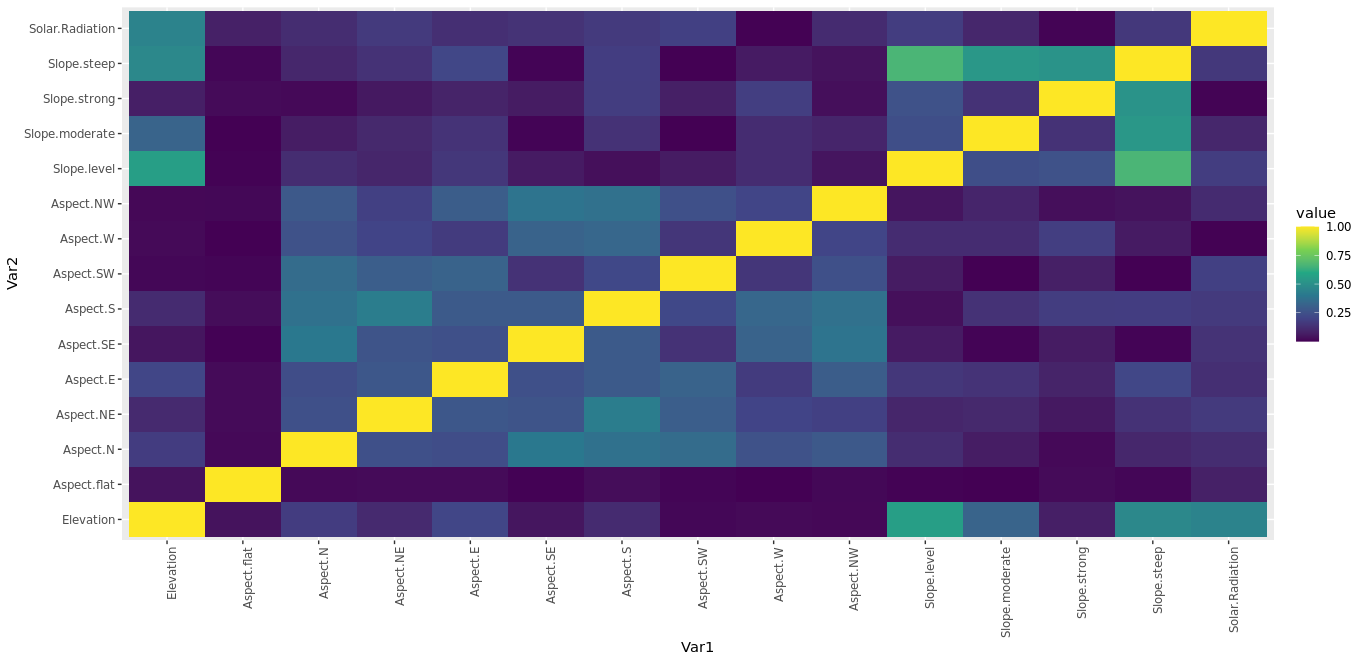 Solar.Radiation
Slope.steep
Slope.strong
Slope.moderate
Slope.level
Aspect.NW
Aspect.W
Aspect.SW
Aspect.S
Aspect.SE
Aspect.E
Aspect.NE
Aspect.N
Aspect.flat
Elevation
Var2
Elevation
Aspect.flat
Aspect.N
Aspect.NE
Aspect.E
Aspect.SE
Aspect.S
Aspect.SW
Aspect.W
Aspect.NW
Slope.level
Slope.moderate
Slope.strong
Slope.steep
Solar.Radiation
Var1
value
1.00
0.75
0.50
0.25